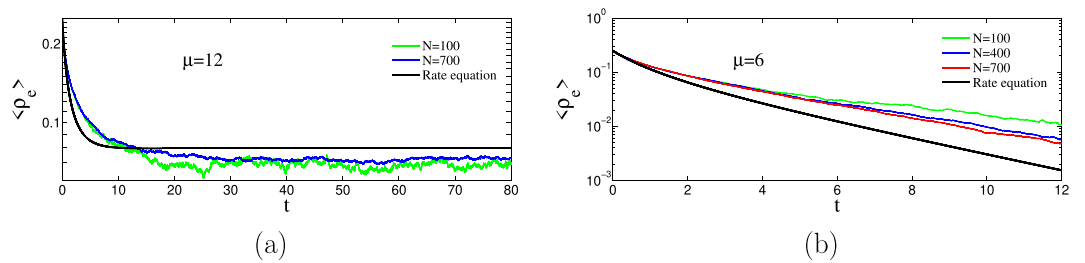 0.2
0.1
<ρe>
μ=12
N=100
N=700
Rate equation
0 10 20 30 40 50 60 70 80
t
(a)
10^0
10^-1
10^-2
10^-3
<ρe>
μ=6
N=100
N=400
N=700
Rate equation
0 2 4 6 8 10 12
t
(b)